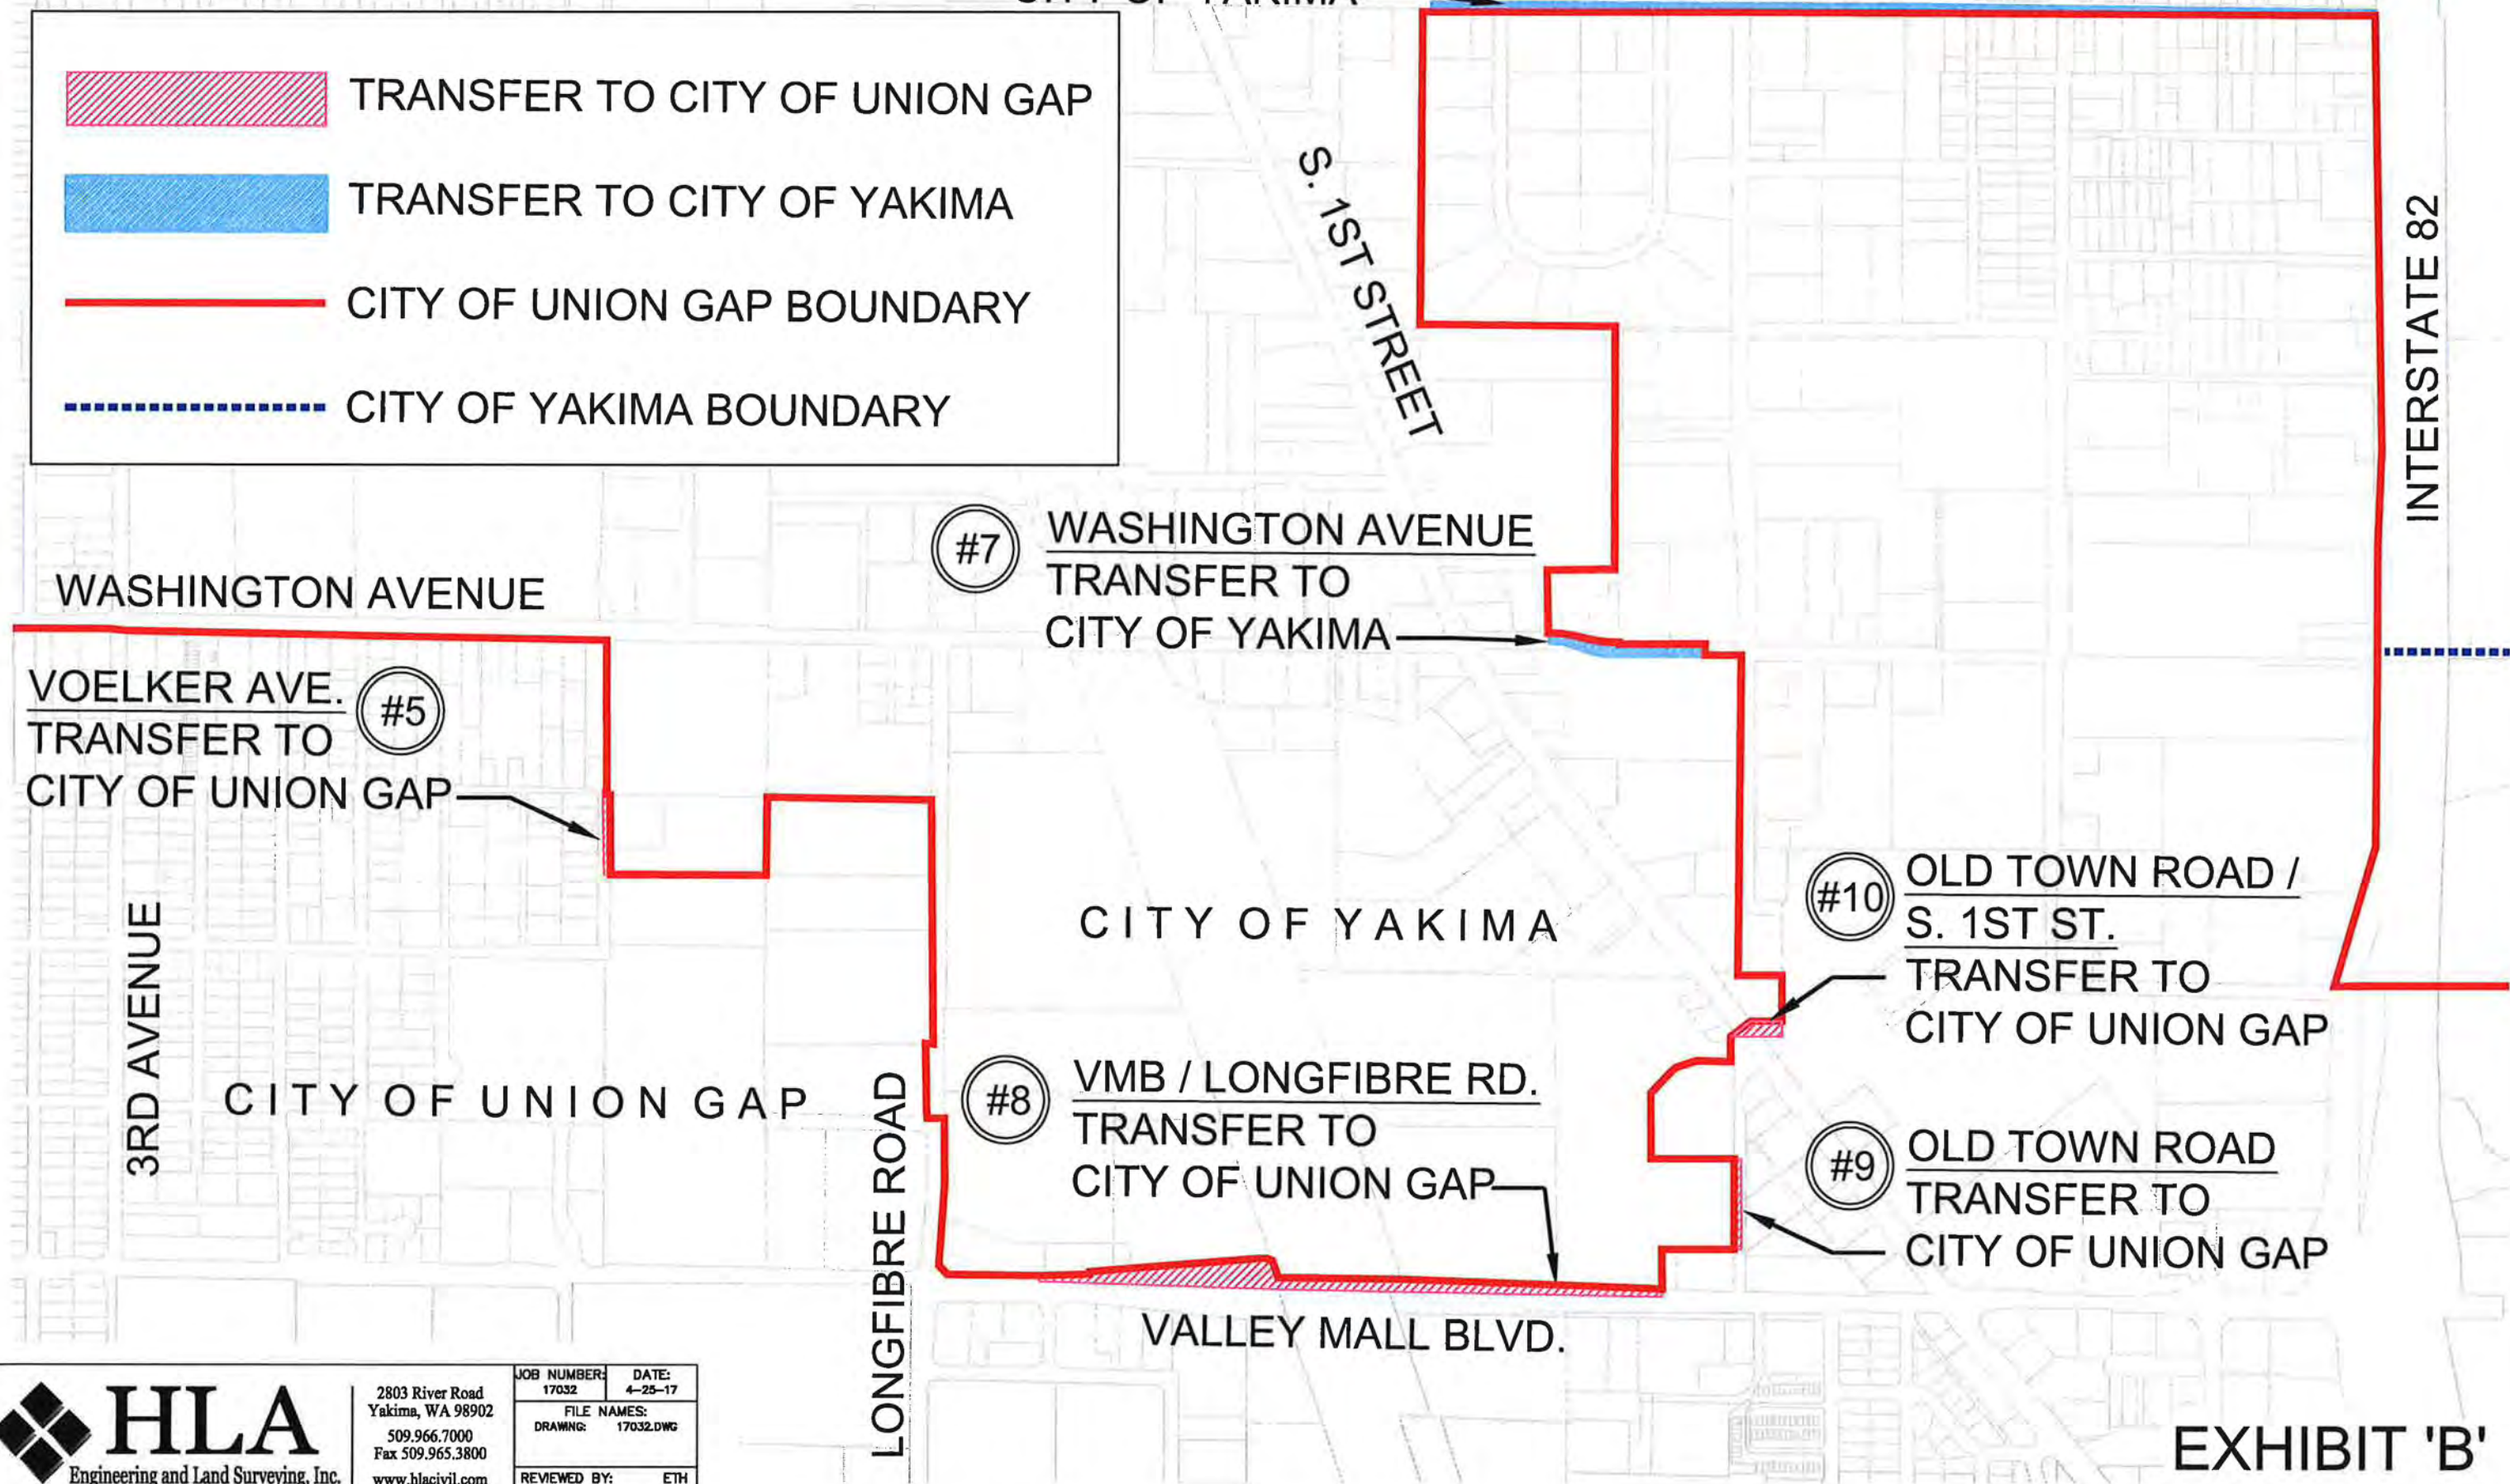 CITY OF YAKIMA
TRANSFER TO CITY OF UNION GAP
TRANSFER TO CITY OF YAKIMA
CITY OF UNION GAP BOUNDARY
CITY OF YAKIMA BOUNDARY
S. 1ST STREET
INTERSTATE 82
#7
WASHINGTON AVENUE
TRANSFER TO
CITY OF YAKIMA
WASHINGTON AVENUE
VOELKER AVE.
#5
TRANSFER TO
CITY OF UNION GAP
3RD AVENUE
CITY OF YAKIMA
#10
OLD TOWN ROAD /
S. 1ST ST.
TRANSFER TO
CITY OF UNION GAP
CITY OF UNION GAP
LONGFIBRE ROAD
#8
VMB / LONGFIBRE RD.
TRANSFER TO
CITY OF UNION GAP
#9
OLD TOWN ROAD
TRANSFER TO
CITY OF UNION GAP
VALLEY MALL BLVD.
HLA
Engineering and Land Surveying, Inc.
2803 River Road
Yakima, WA 98902
509.966.7000
Fax 509.965.3800
www.hlacivil.com
JOB NUMBER: DATE:
17032 4-25-17
FILE NAMES:
DRAWING: 17032.DWG
REVIEWED BY: ETH
EXHIBIT 'B'